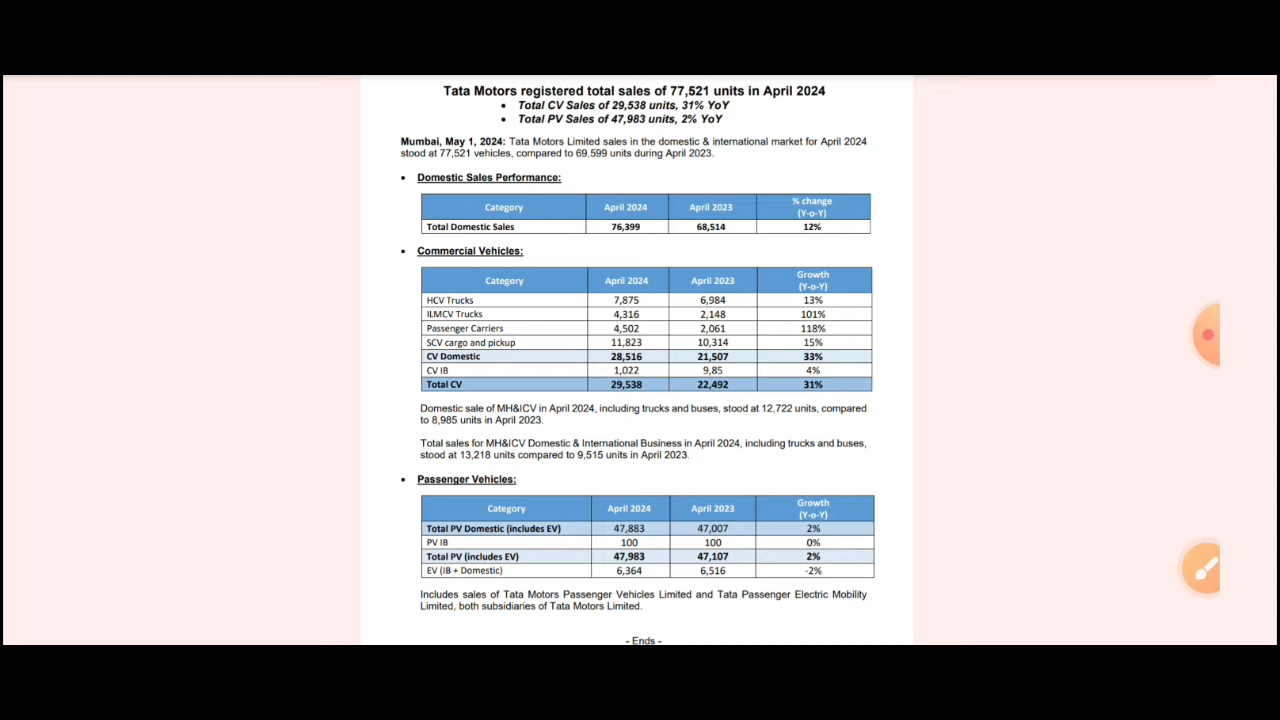 Tata Motors registered total sales of 77,521 units in April 2024
• Total CV Sales of 29,538 units, 31% YoY
• Total PV Sales of 47,983 units, 2% YoY
Mumbai, May 1, 2024: Tata Motors Limited sales in the domestic & international market for April 2024
stood at 77,521 vehicles, compared to 69,599 units during April 2023.
• Domestic Sales Performance:
Category April 2024 April 2023 % change (Y-o-Y)
Total Domestic Sales 76,399 68,514 12%
• Commercial Vehicles:
Category April 2024 April 2023 Growth (Y-o-Y)
HCV Trucks 7,875 6,984 13%
ILMCV Trucks 4,316 2,148 101%
Passenger Carriers 4,502 2,061 118%
SCV cargo and pickup 11,823 10,314 15%
CV Domestic 28,516 21,507 33%
CV IB 1,022 9,85 4%
Total CV 29,538 22,492 31%
Domestic sale of MH&ICV in April 2024, including trucks and buses, stood at 12,722 units, compared
to 8,985 units in April 2023.
Total sales for MH&ICV Domestic & International Business in April 2024, including trucks and buses,
stood at 13,218 units compared to 9,515 units in April 2023.
• Passenger Vehicles:
Category April 2024 April 2023 Growth (Y-o-Y)
Total PV Domestic (includes EV) 47,883 47,007 2%
PV IB 100 100 0%
Total PV (includes EV) 47,983 47,107 2%
EV (IB + Domestic) 6,364 6,516 -2%
Includes sales of Tata Motors Passenger Vehicles Limited and Tata Passenger Electric Mobility
Limited, both subsidiaries of Tata Motors Limited.
- Ends -